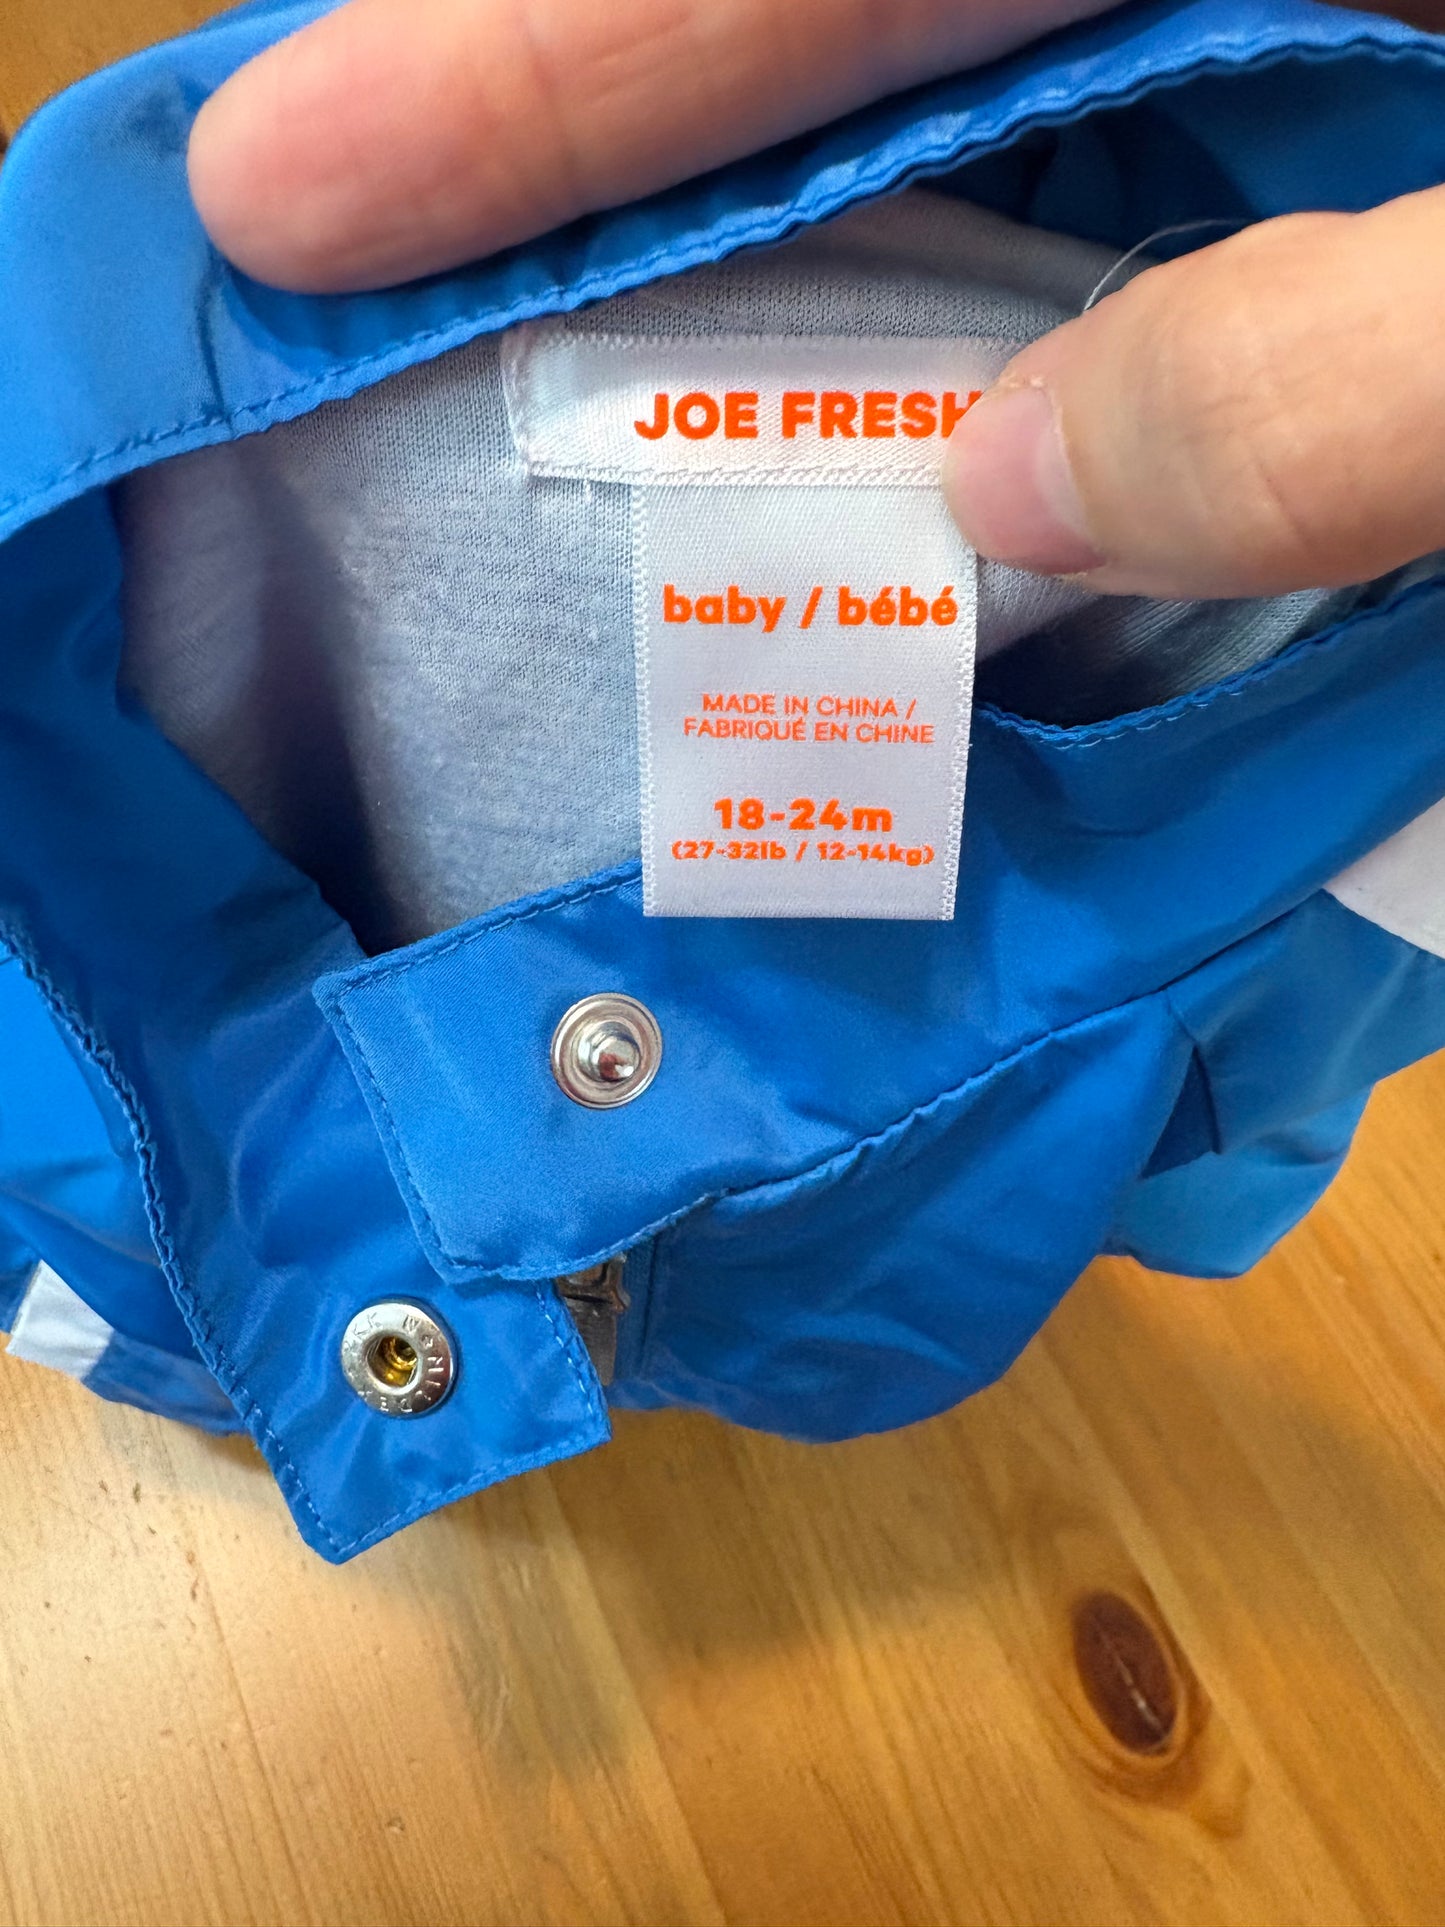 JOE FRESH
baby / bébé
MADE IN CHINA /
FABRIQUÉ EN CHINE
18-24m
(27-32lb / 12-14kg)